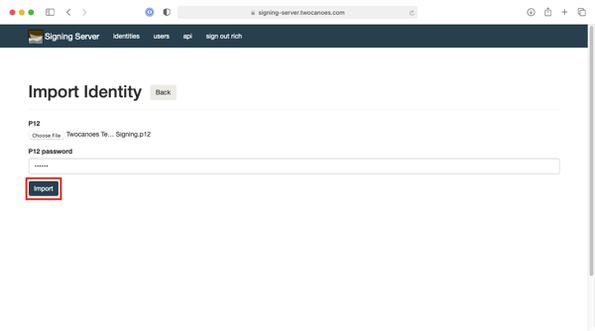 signing-server.twocanoes.com
Signing Server identities users api sign out rich
Import Identity Back
P12
Choose File Twocanoes Te... Signing.p12
P12 password
••••••
Import